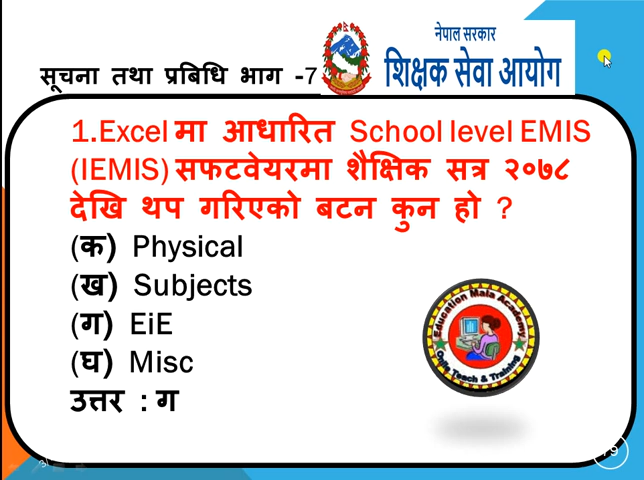 नेपाल सरकार
शिक्षक सेवा आयोग
सूचना तथा प्रबिधि भाग -7
1.Excel मा आधारित School level EMIS
(IEMIS) सफटवेयरमा शैक्षिक सत्र २०७८
देखि थप गरिएको बटन कुन हो ?
(क) Physical
(ख) Subjects
(ग) EiE
(घ) Misc
उत्तर : ग
Education Mala Academy
Teach & Training